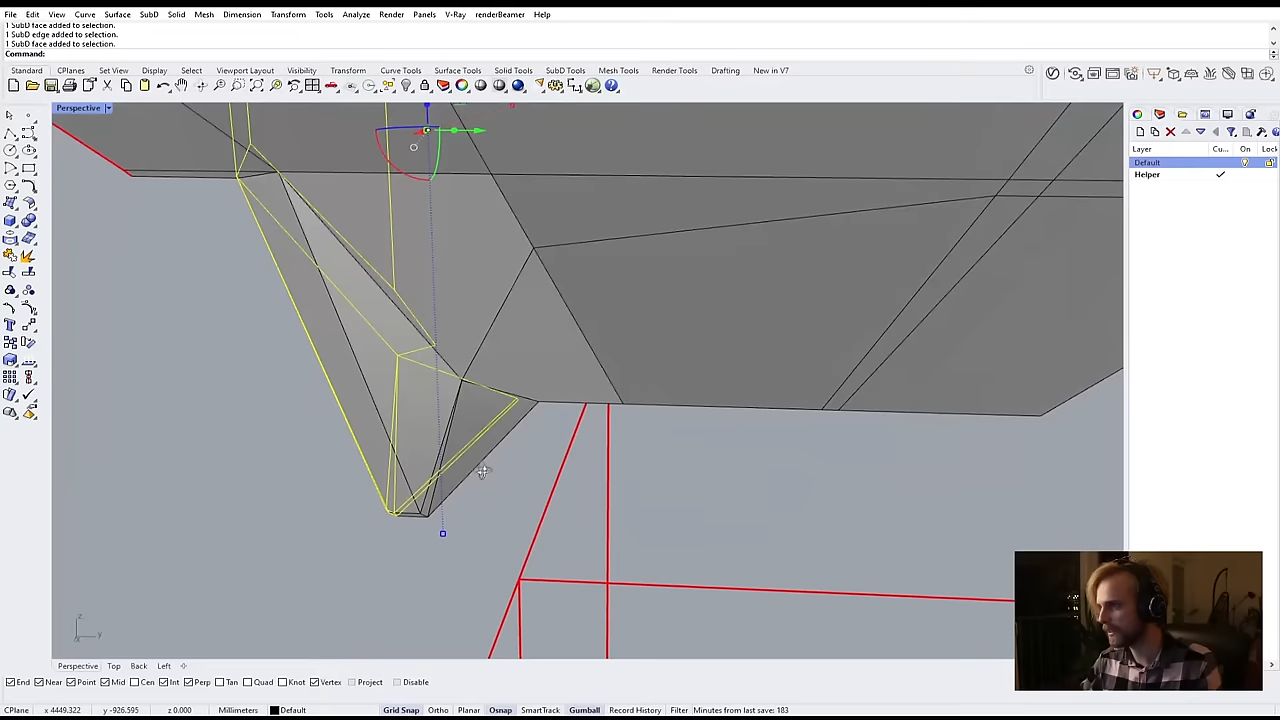 File Edit View Curve Surface SubD Solid Mesh Dimension Transform Tools Analyze Render Panels V-Ray renderBeamer Help
1 SubD face added to selection.
1 SubD edge added to selection.
1 SubD face added to selection.
Command:
Standard CPlanes Set View Display Select Viewport Layout Visibility Transform Curve Tools Surface Tools Solid Tools SubD Tools Mesh Tools Render Tools Drafting New in V7
Perspective
Layer Cu... On Lock
Default
Helper
z
x y
Perspective Top Back Left
End Near Point Mid Cen Int Perp Tan Quad Knot Vertex Project Disable
CPlane x 4449.322 y -926.595 z 0.000 Millimeters Default Grid Snap Ortho Planar Osnap SmartTrack Gumball Record History Filter Minutes from last save: 183